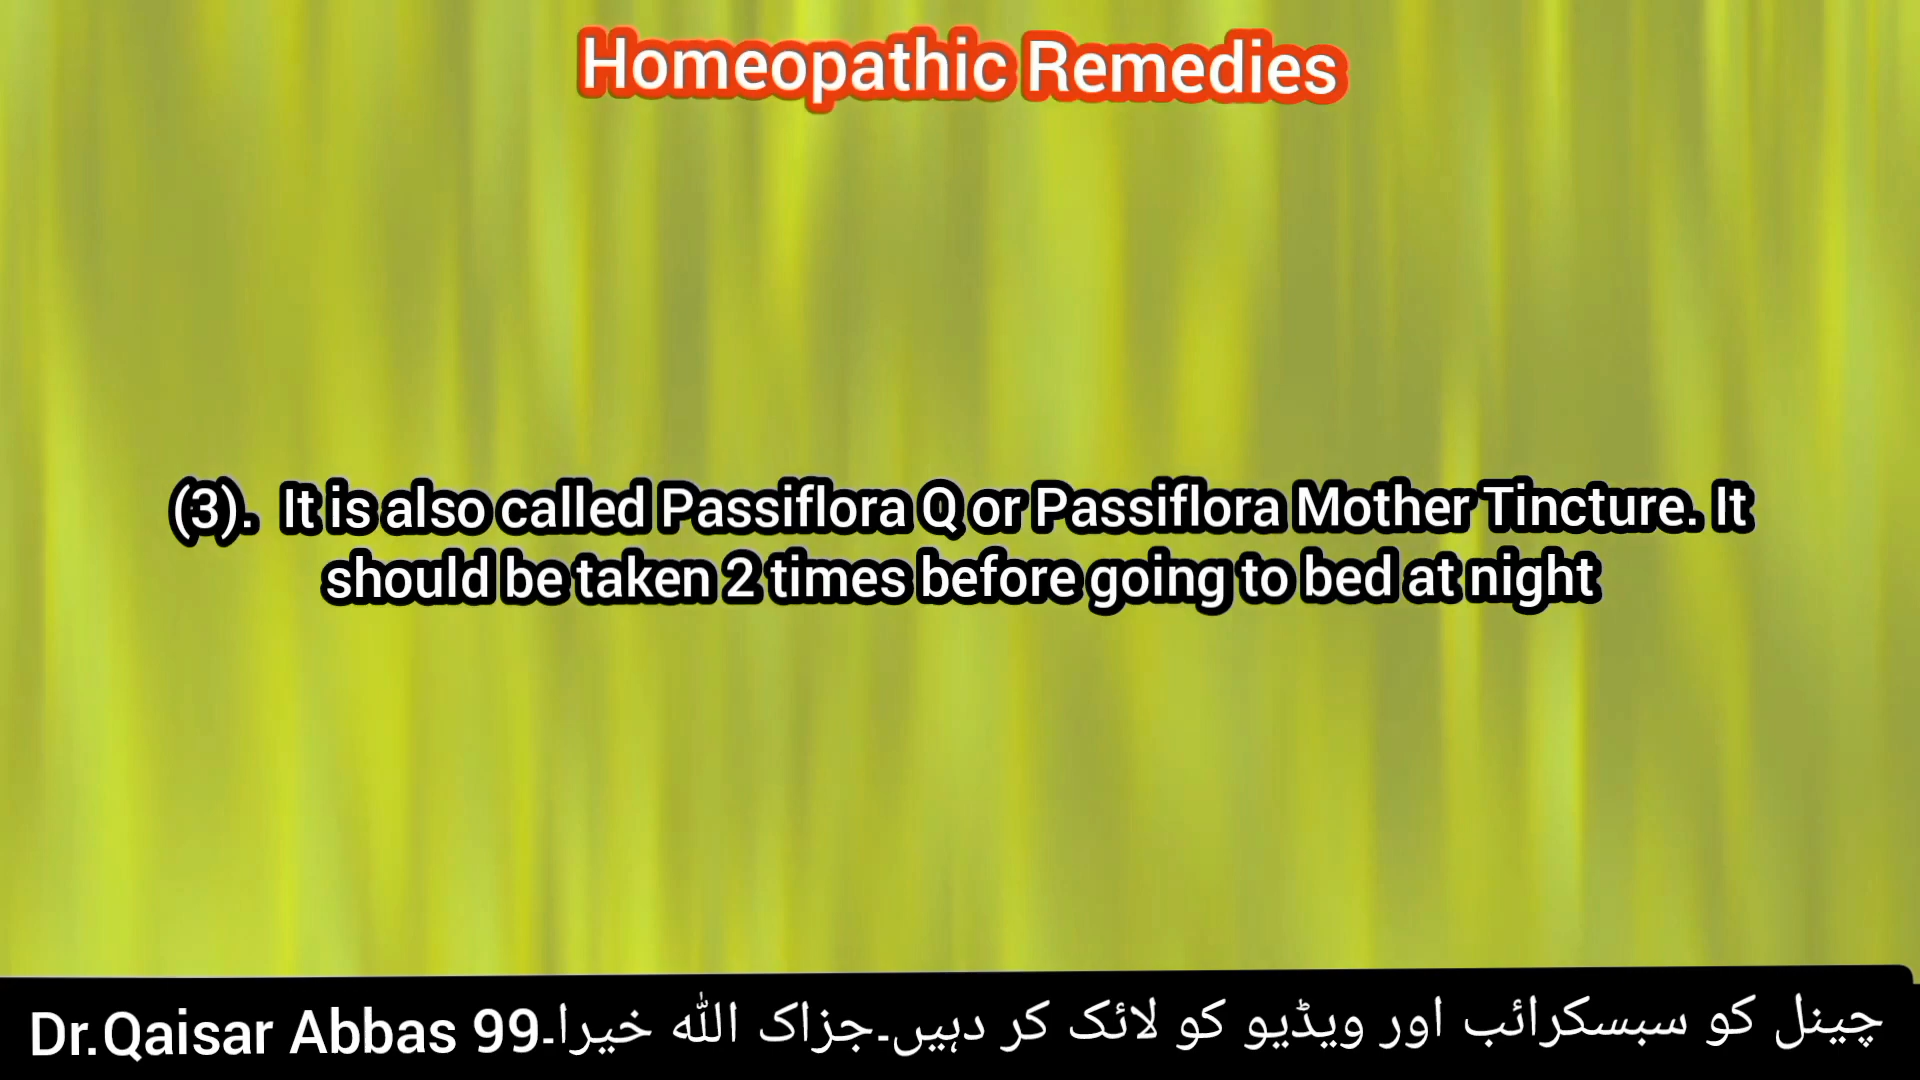 Homeopathic Remedies
(3). It is also called Passiflora Q or Passiflora Mother Tincture. It
should be taken 2 times before going to bed at night
چینل کو سبسکرائب اور ویڈیو کو لائک کر دہیں۔جزاک اللہ خیرا۔Dr.Qaisar Abbas 99